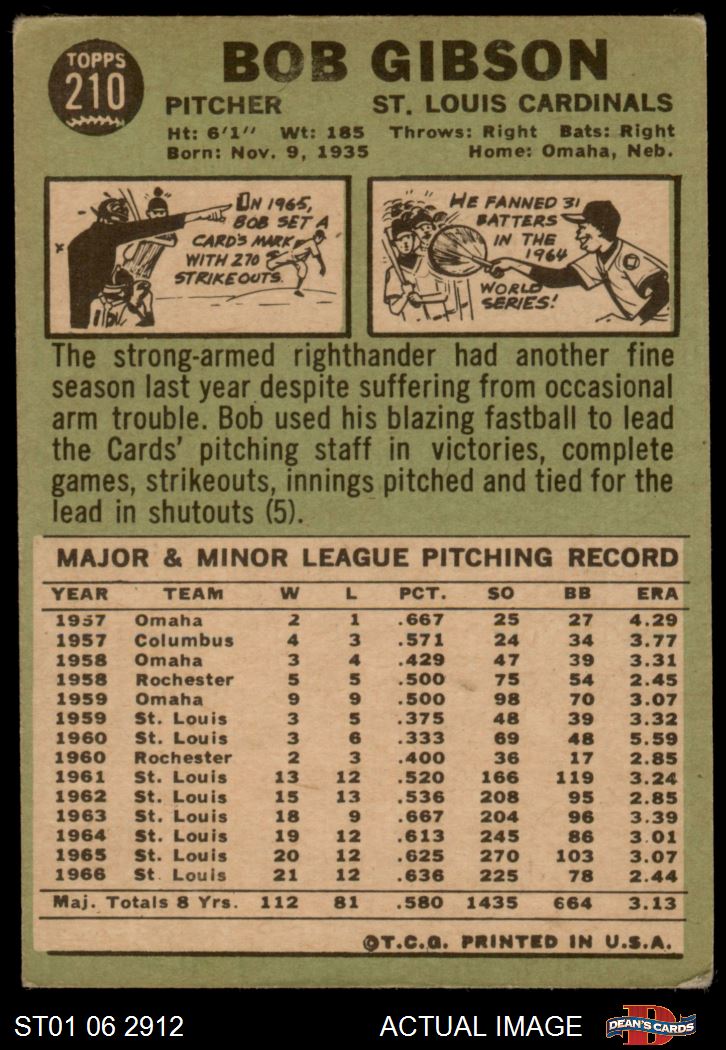 TOPPS
210
BOB GIBSON
PITCHER ST. LOUIS CARDINALS
Ht: 6'1" Wt: 185 Throws: Right Bats: Right
Born: Nov. 9, 1935 Home: Omaha, Neb.
IN 1965,
BOB SET A
CARD'S MARK
WITH 270
STRIKEOUTS.
HE FANNED 31
BATTERS
IN THE
1964
WORLD
SERIES!
The strong-armed righthander had another fine
season last year despite suffering from occasional
arm trouble. Bob used his blazing fastball to lead
the Cards' pitching staff in victories, complete
games, strikeouts, innings pitched and tied for the
lead in shutouts (5).
MAJOR & MINOR LEAGUE PITCHING RECORD
YEAR TEAM W L PCT. SO BB ERA
1957 Omaha 2 1 .667 25 27 4.29
1957 Columbus 4 3 .571 24 34 3.77
1958 Omaha 3 4 .429 47 39 3.31
1958 Rochester 5 5 .500 75 54 2.45
1959 Omaha 9 9 .500 98 70 3.07
1959 St. Louis 3 5 .375 48 39 3.32
1960 St. Louis 3 6 .333 69 48 5.59
1960 Rochester 2 3 .400 36 17 2.85
1961 St. Louis 13 12 .520 166 119 3.24
1962 St. Louis 15 13 .536 208 95 2.85
1963 St. Louis 18 9 .667 204 96 3.39
1964 St. Louis 19 12 .613 245 86 3.01
1965 St. Louis 20 12 .625 270 103 3.07
1966 St. Louis 21 12 .636 225 78 2.44
Maj. Totals 8 Yrs. 112 81 .580 1435 664 3.13
©T.C.G. PRINTED IN U.S.A.
ST01 06 2912 ACTUAL IMAGE
DEAN'S CARDS